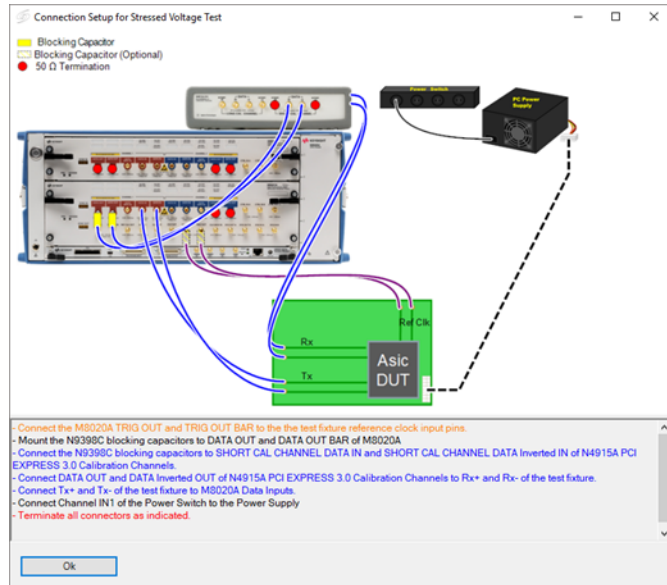 Connection Setup for Stressed Voltage Test
Blocking Capacitor
Blocking Capacitor (Optional)
50 Ω Termination
Power Switch
PC Power
Supply
Ref Clk
Rx
Asic
DUT
Tx
- Connect the M8020A TRIG OUT and TRIG OUT BAR to the the test fixture reference clock input pins.
- Mount the N9398C blocking capacitors to DATA OUT and DATA OUT BAR of M8020A
- Connect the N9398C blocking capacitors to SHORT CAL CHANNEL DATA IN and SHORT CAL CHANNEL DATA Inverted IN of N4915A PCI
EXPRESS 3.0 Calibration Channels.
- Connect DATA OUT and DATA Inverted OUT of N4915A PCI EXPRESS 3.0 Calibration Channels to Rx+ and Rx- of the test fixture.
- Connect Tx+ and Tx- of the test fixture to M8020A Data Inputs.
- Connect Channel IN1 of the Power Switch to the Power Supply
- Terminate all connectors as indicated.
Ok